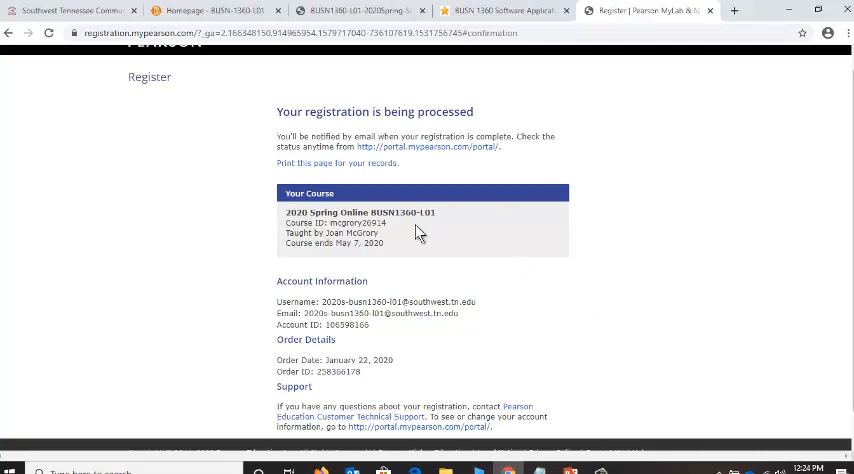 Southwest Tennessee Commu
Homepage - BUSN-1360-L01
BUSN1360-L01-2020Spring-S
BUSN 1360 Software Applicati
Register | Pearson MyLab & M
registration.mypearson.com/?_ga=2.166348150.914965954.1579717040-736107619.1531756745#confirmation
PEARSON
Register
Your registration is being processed
You'll be notified by email when your registration is complete. Check the
status anytime from http://portal.mypearson.com/portal/.
Print this page for your records.
Your Course
2020 Spring Online BUSN1360-L01
Course ID: mcgrory26914
Taught by Joan McGrory
Course ends May 7, 2020
Account Information
Username: 2020s-busn1360-l01@southwest.tn.edu
Email: 2020s-busn1360-l01@southwest.tn.edu
Account ID: 106598166
Order Details
Order Date: January 22, 2020
Order ID: 258366178
Support
If you have any questions about your registration, contact Pearson
Education Customer Technical Support. To see or change your account
information, go to http://portal.mypearson.com/portal/.
Type here to search
12:24 PM